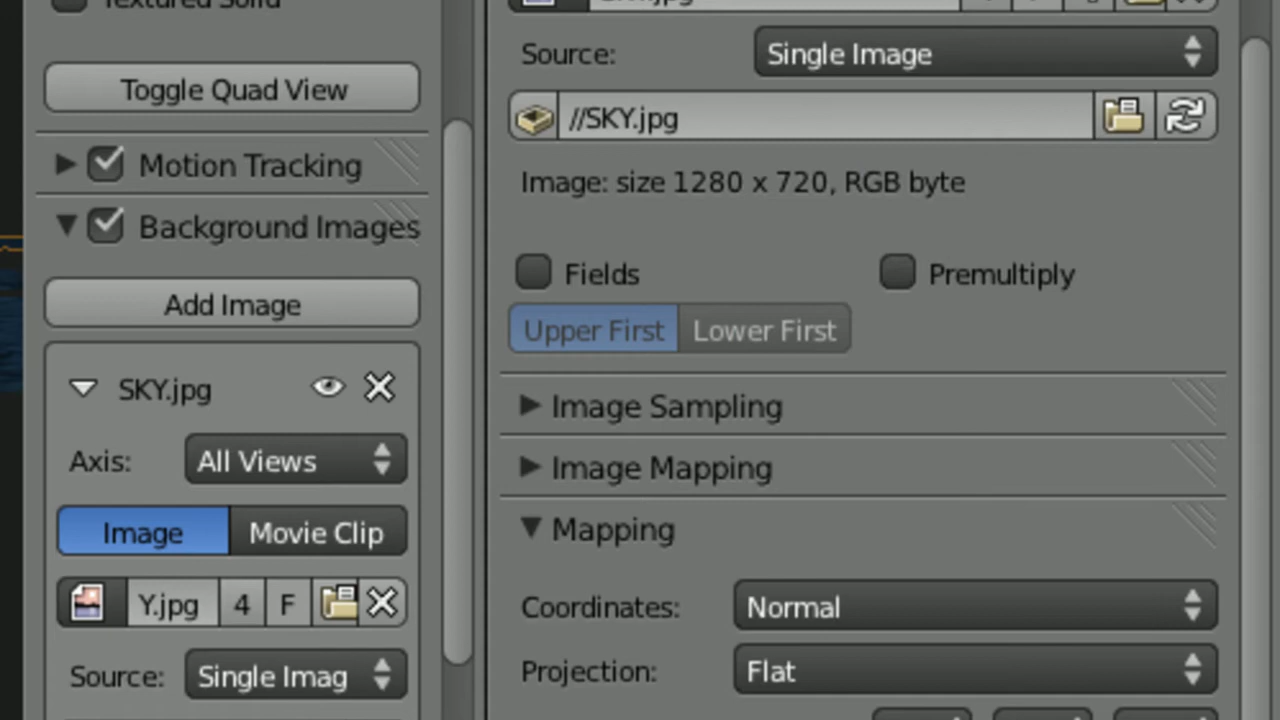 Textured Solid
Toggle Quad View
Motion Tracking
Background Images
Add Image
SKY.jpg
Axis: All Views
Image Movie Clip
Y.jpg 4 F
Source: Single Imag
Source: Single Image
//SKY.jpg
Image: size 1280 x 720, RGB byte
Fields Premultiply
Upper First Lower First
Image Sampling
Image Mapping
Mapping
Coordinates: Normal
Projection: Flat